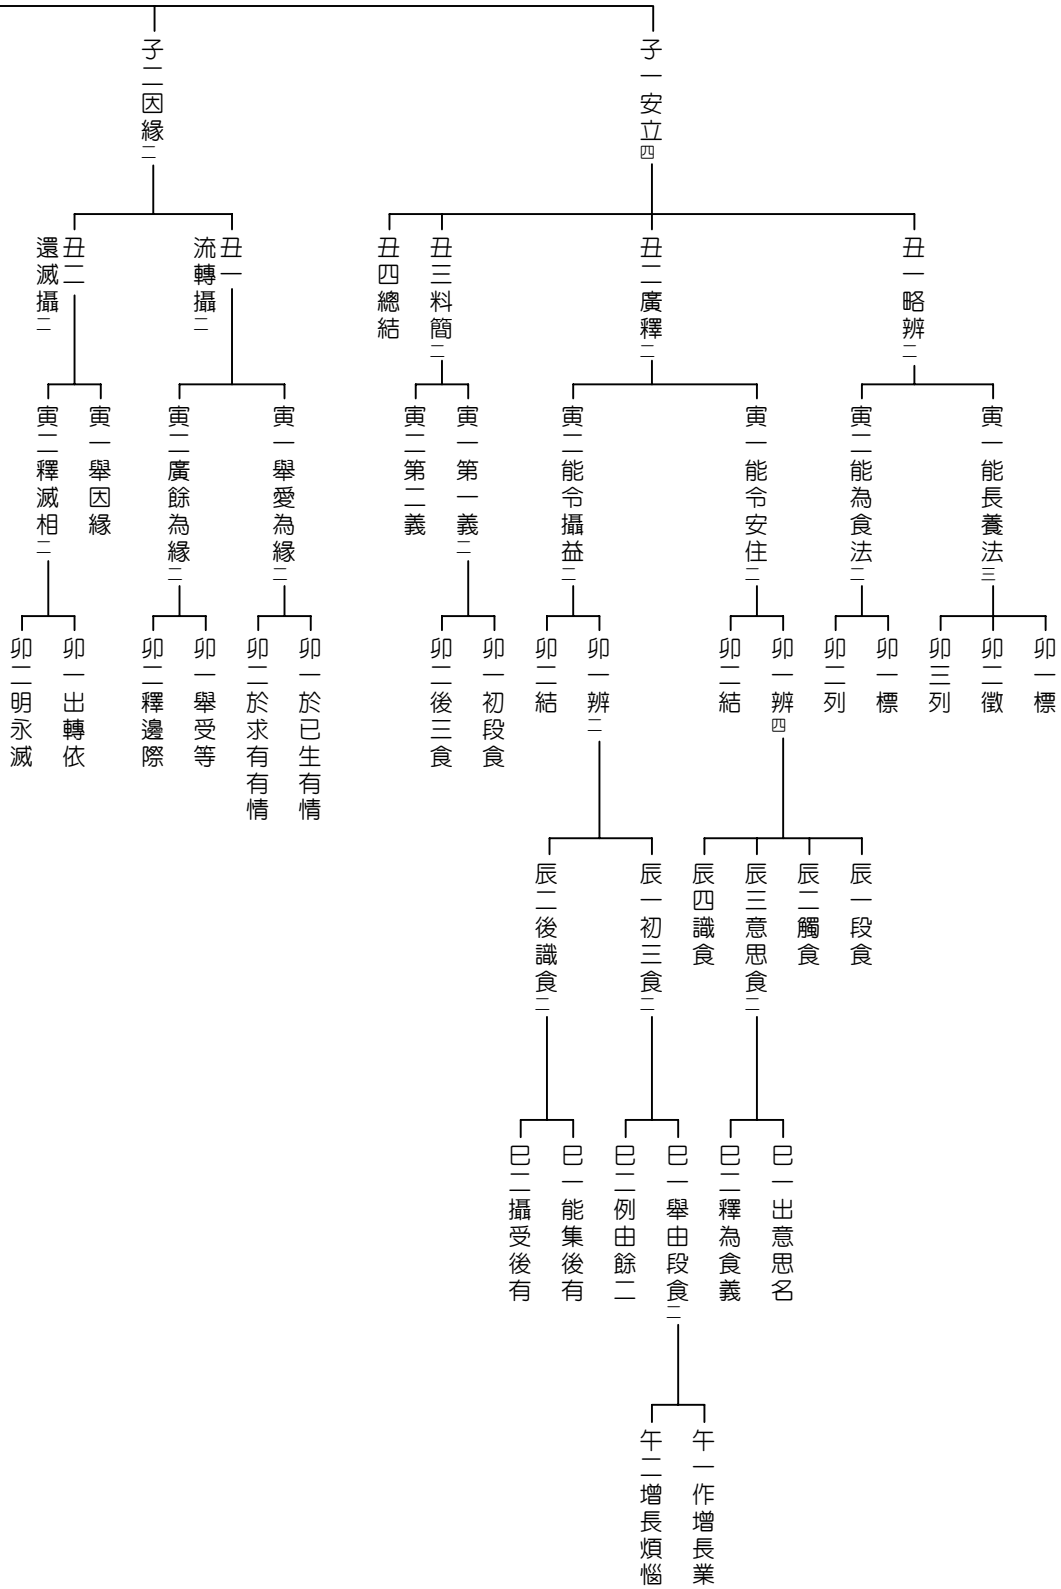 子一安立四
子二因緣二
丑一略辨二
丑二廣釋二
丑三料簡二
丑四總結
丑一
流轉攝二
丑二
還滅攝二
寅一能長養法三
寅二能為食法二
寅一能令安住二
寅二能令攝益二
寅一第一義二
寅二第二義
寅一舉愛為緣二
寅二廣餘為緣二
寅一舉因緣
寅二釋滅相二
卯一標
卯二徵
卯三列
卯一標
卯二列
卯一辨四
卯二結
卯一辨二
卯二結
卯一初段食
卯二後三食
卯一於已生有情
卯二於求有有情
卯一舉受等
卯二釋邊際
卯一出轉依
卯二明永滅
辰一段食
辰二觸食
辰三意思食二
辰四識食
辰一初三食二
辰二後識食二
巳一出意思名
巳二釋為食義
巳一舉由段食二
巳二例由餘二
巳一能集後有
巳二攝受後有
午一作增長業
午二增長煩惱